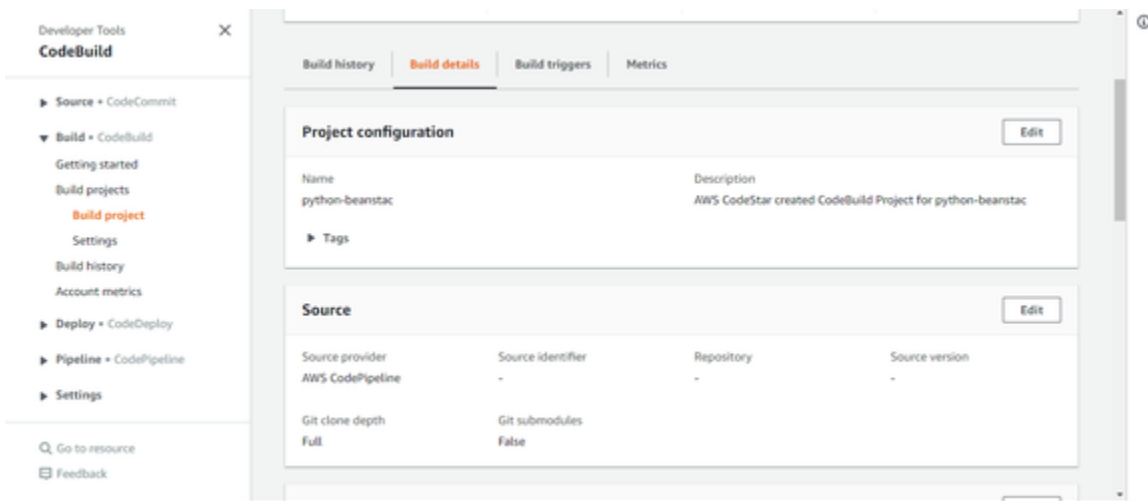 Developer Tools
CodeBuild
Source • CodeCommit
Build • CodeBuild
Getting started
Build projects
Build project
Settings
Build history
Account metrics
Deploy • CodeDeploy
Pipeline • CodePipeline
Settings
Go to resource
Feedback
Build history Build details Build triggers Metrics
Project configuration Edit
Name Description
python-beanstac AWS CodeStar created CodeBuild Project for python-beanstac
Tags
Source Edit
Source provider Source identifier Repository Source version
AWS CodePipeline - - -
Git clone depth Git submodules
Full False